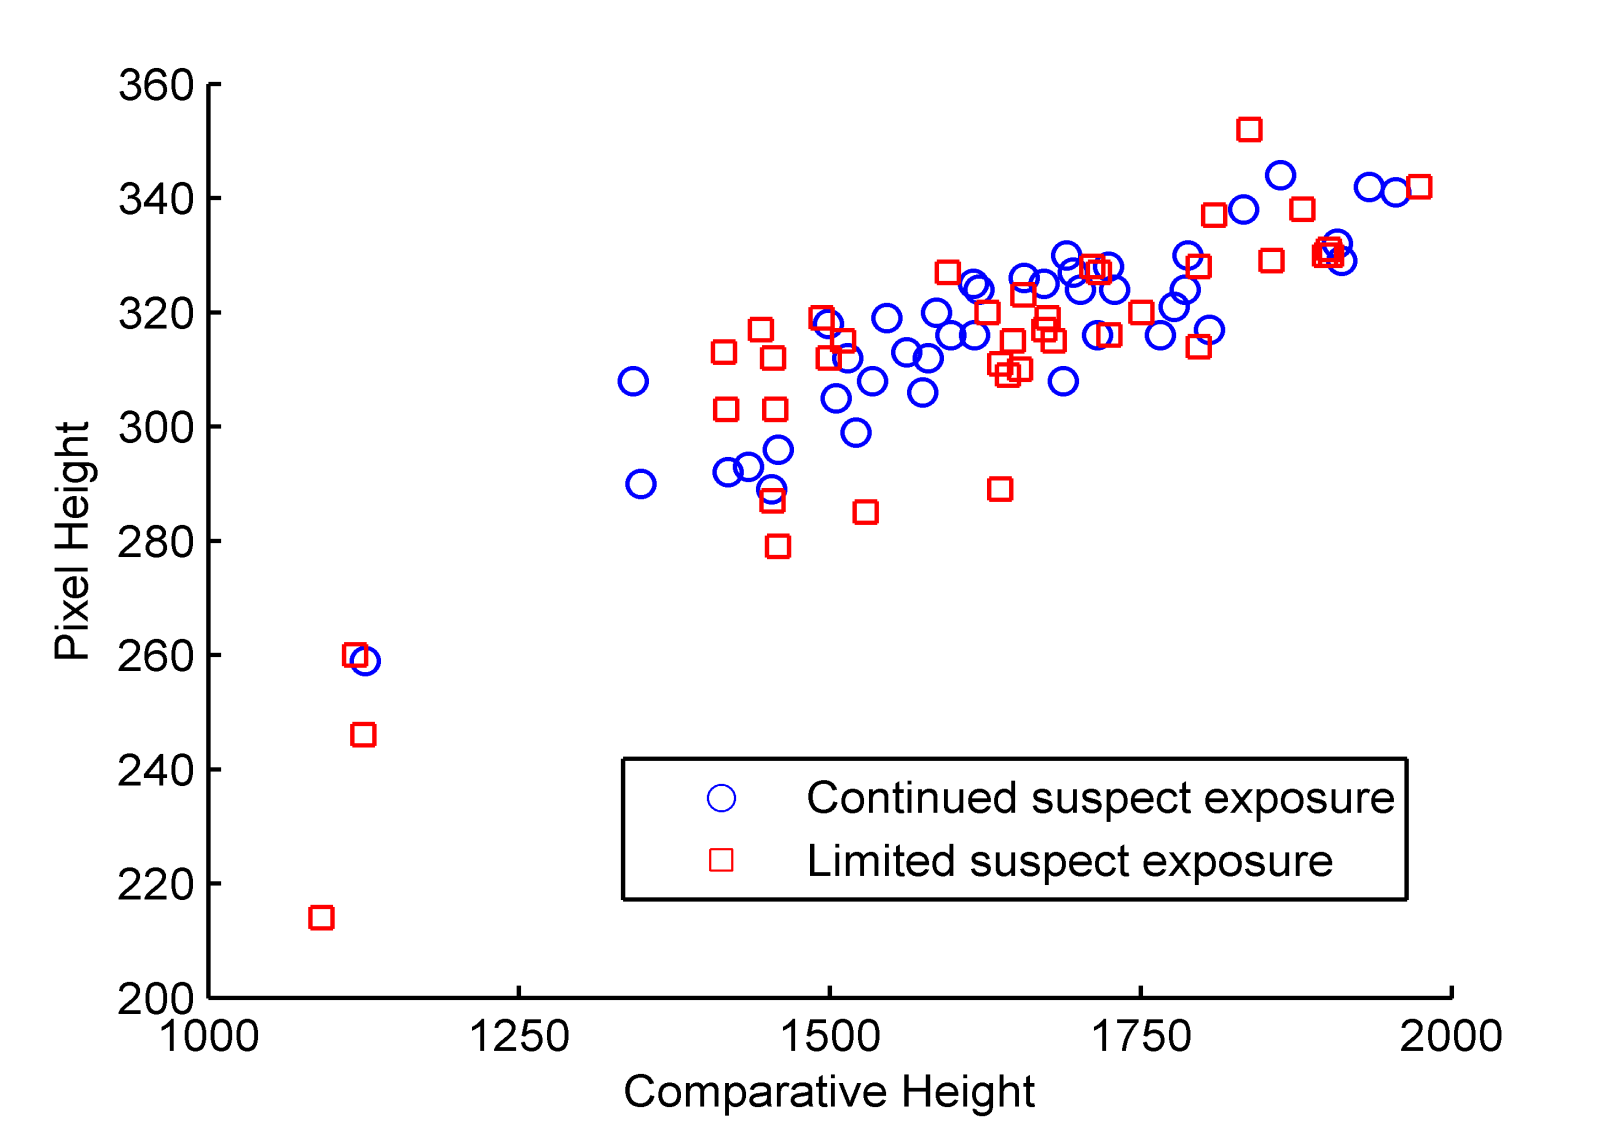 360
340
320
300
280
260
240
220
200
Pixel Height
1000 1250 1500 1750 2000
Comparative Height
Continued suspect exposure
Limited suspect exposure